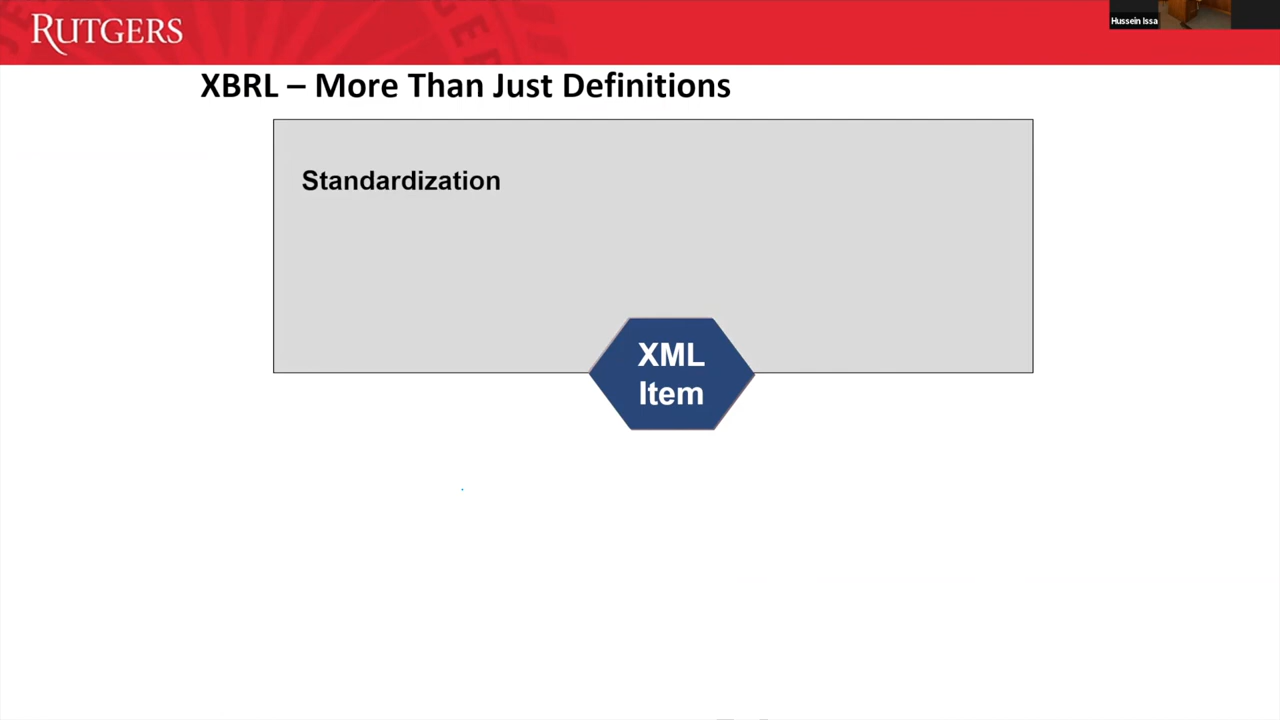 RUTGERS
Hussein Issa
XBRL – More Than Just Definitions
Standardization
XML
Item